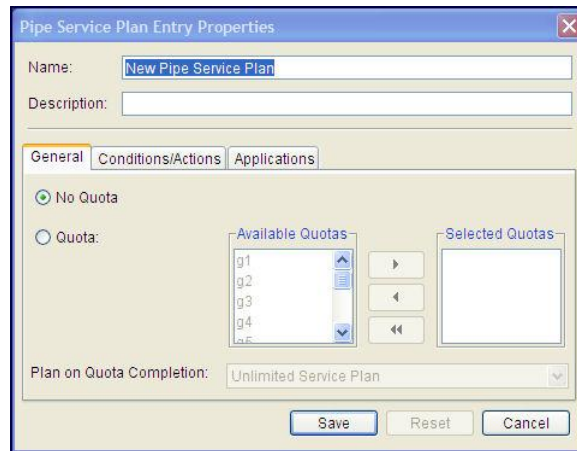 Pipe Service Plan Entry Properties
Name: New Pipe Service Plan
Description:
General Conditions/Actions Applications
No Quota
Quota: Available Quotas Selected Quotas
g1
g2
g3
g4
g5
Plan on Quota Completion: Unlimited Service Plan
Save Reset Cancel